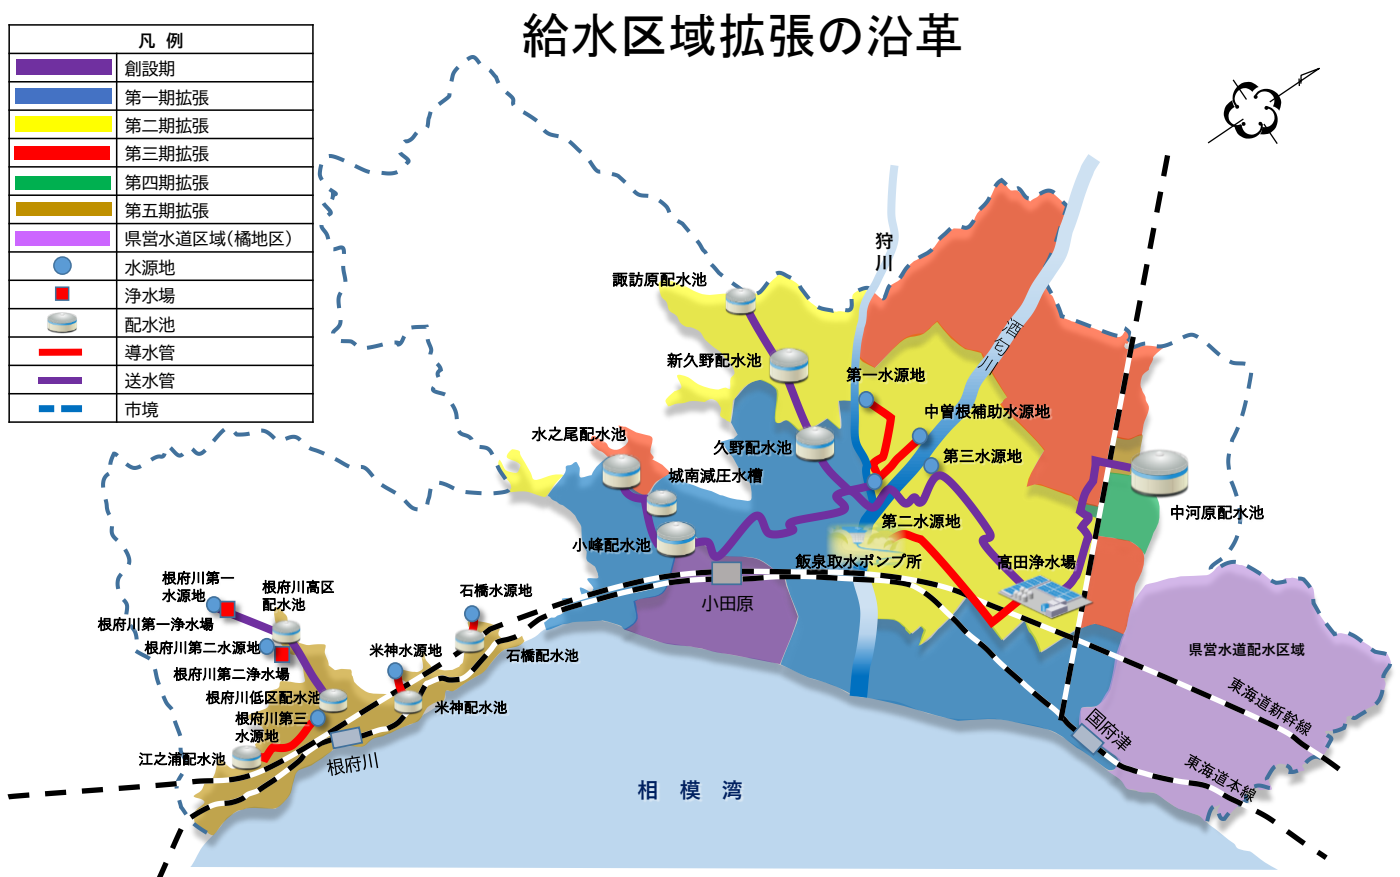 給水区域拡張の沿革
凡 例
創設期
第一期拡張
第二期拡張
第三期拡張
第四期拡張
第五期拡張
県営水道区域(橘地区)
水源地
浄水場
配水池
導水管
送水管
市境
狩川
酒匂川
諏訪原配水池
新久野配水池
第一水源地
中曽根補助水源地
水之尾配水池
久野配水池
第三水源地
城南減圧水槽
中河原配水池
第二水源地
小峰配水池
飯泉取水ポンプ所
高田浄水場
小田原
根府川第一
水源地
根府川高区
配水池
石橋水源地
根府川第一浄水場
根府川第二水源地
米神水源地
石橋配水池
根府川第二浄水場
県営水道配水区域
根府川低区配水池
米神配水池
根府川第三
水源地
東海道新幹線
国府津
江之浦配水池
根府川
東海道本線
相 模 湾